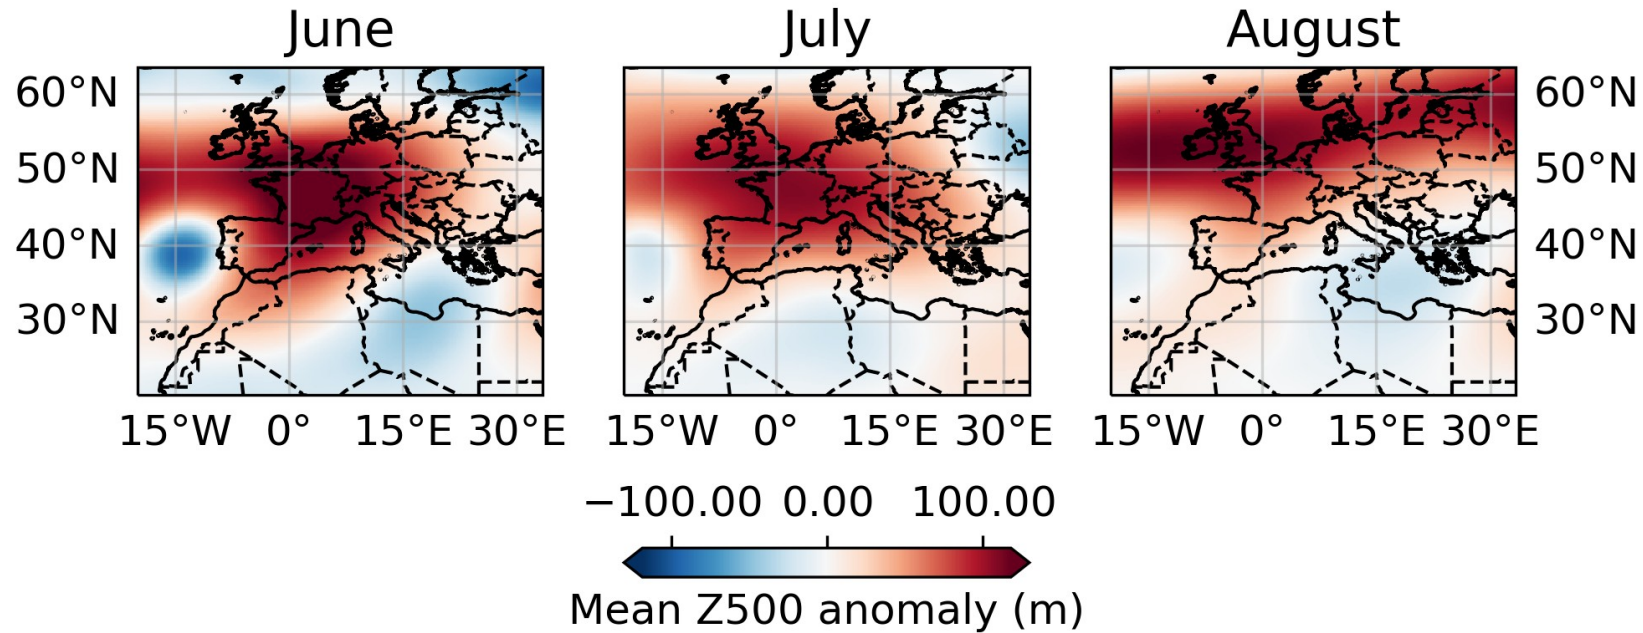 June July August
60°N 60°N
50°N 50°N
40°N 40°N
30°N 30°N
15°W 0° 15°E 30°E 15°W 0° 15°E 30°E 15°W 0° 15°E 30°E
−100.00 0.00 100.00
Mean Z500 anomaly (m)